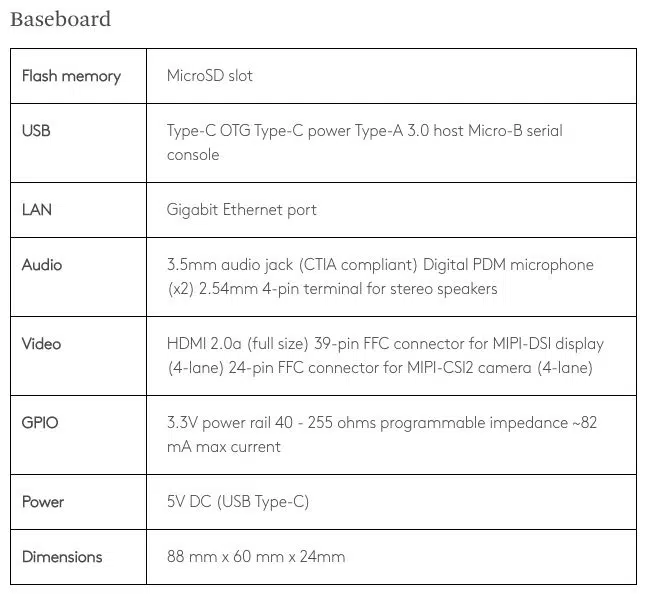 Baseboard
Flash memory MicroSD slot
USB Type-C OTG Type-C power Type-A 3.0 host Micro-B serial
console
LAN Gigabit Ethernet port
Audio 3.5mm audio jack (CTIA compliant) Digital PDM microphone
(x2) 2.54mm 4-pin terminal for stereo speakers
Video HDMI 2.0a (full size) 39-pin FFC connector for MIPI-DSI display
(4-lane) 24-pin FFC connector for MIPI-CSI2 camera (4-lane)
GPIO 3.3V power rail 40 - 255 ohms programmable impedance ~82
mA max current
Power 5V DC (USB Type-C)
Dimensions 88 mm x 60 mm x 24mm